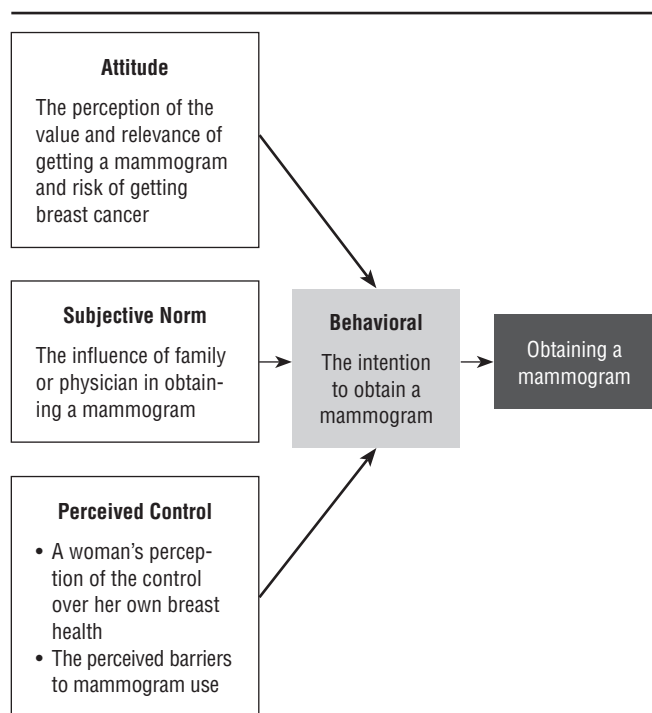 Attitude
The perception of the
value and relevance of
getting a mammogram
and risk of getting
breast cancer
Subjective Norm
The influence of family
or physician in obtain-
ing a mammogram
Perceived Control
• A woman's percep-
tion of the control
over her own breast
health
• The perceived barriers
to mammogram use
Behavioral
The intention
to obtain a
mammogram
Obtaining a
mammogram